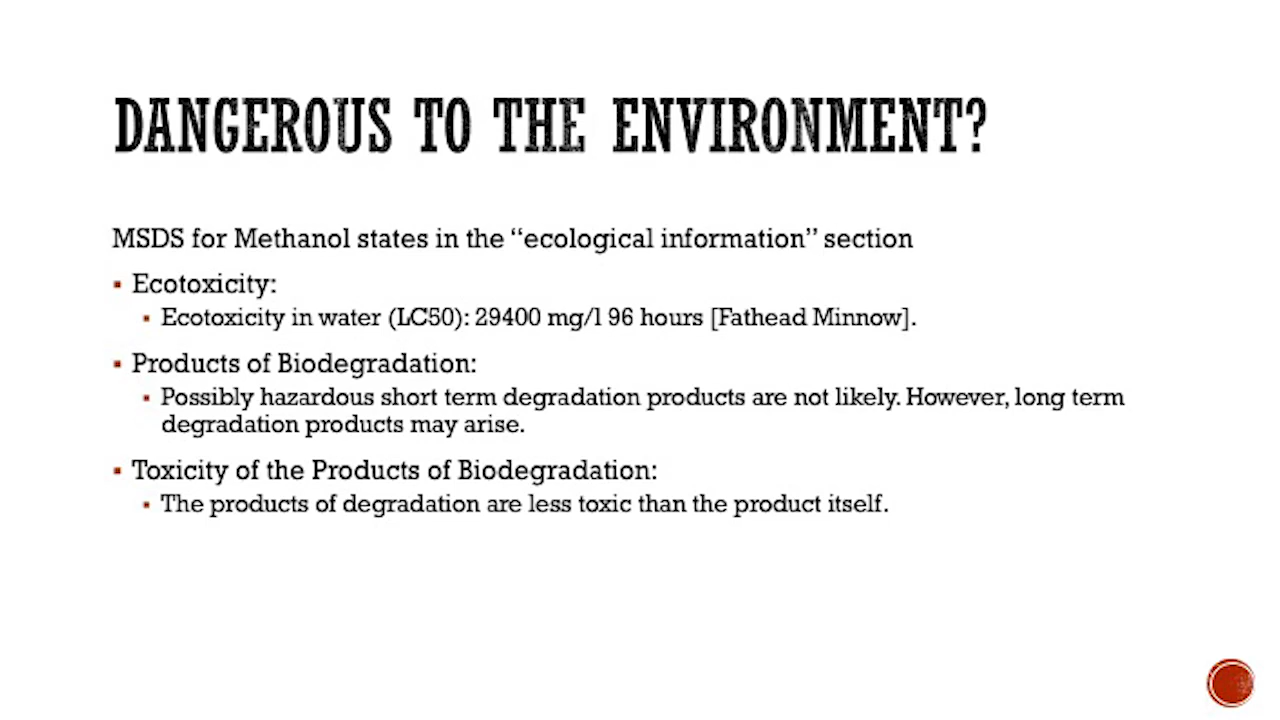 DANGEROUS TO THE ENVIRONMENT?
MSDS for Methanol states in the “ecological information” section
▪ Ecotoxicity:
▪ Ecotoxicity in water (LC50): 29400 mg/l 96 hours [Fathead Minnow].
▪ Products of Biodegradation:
▪ Possibly hazardous short term degradation products are not likely. However, long term
degradation products may arise.
▪ Toxicity of the Products of Biodegradation:
▪ The products of degradation are less toxic than the product itself.